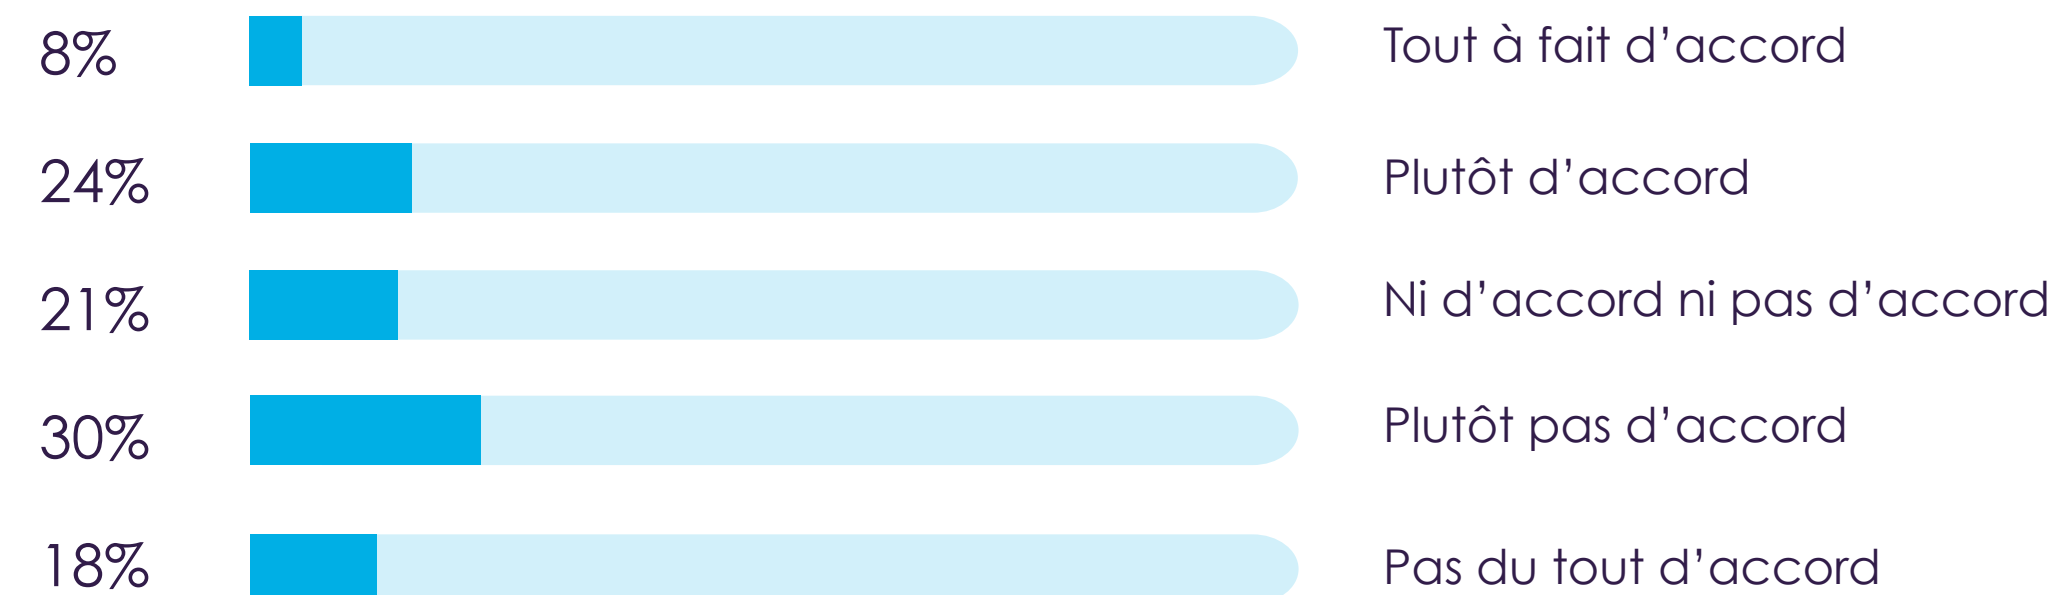 8% Tout à fait d’accord
24% Plutôt d’accord
21% Ni d’accord ni pas d’accord
30% Plutôt pas d’accord
18% Pas du tout d’accord